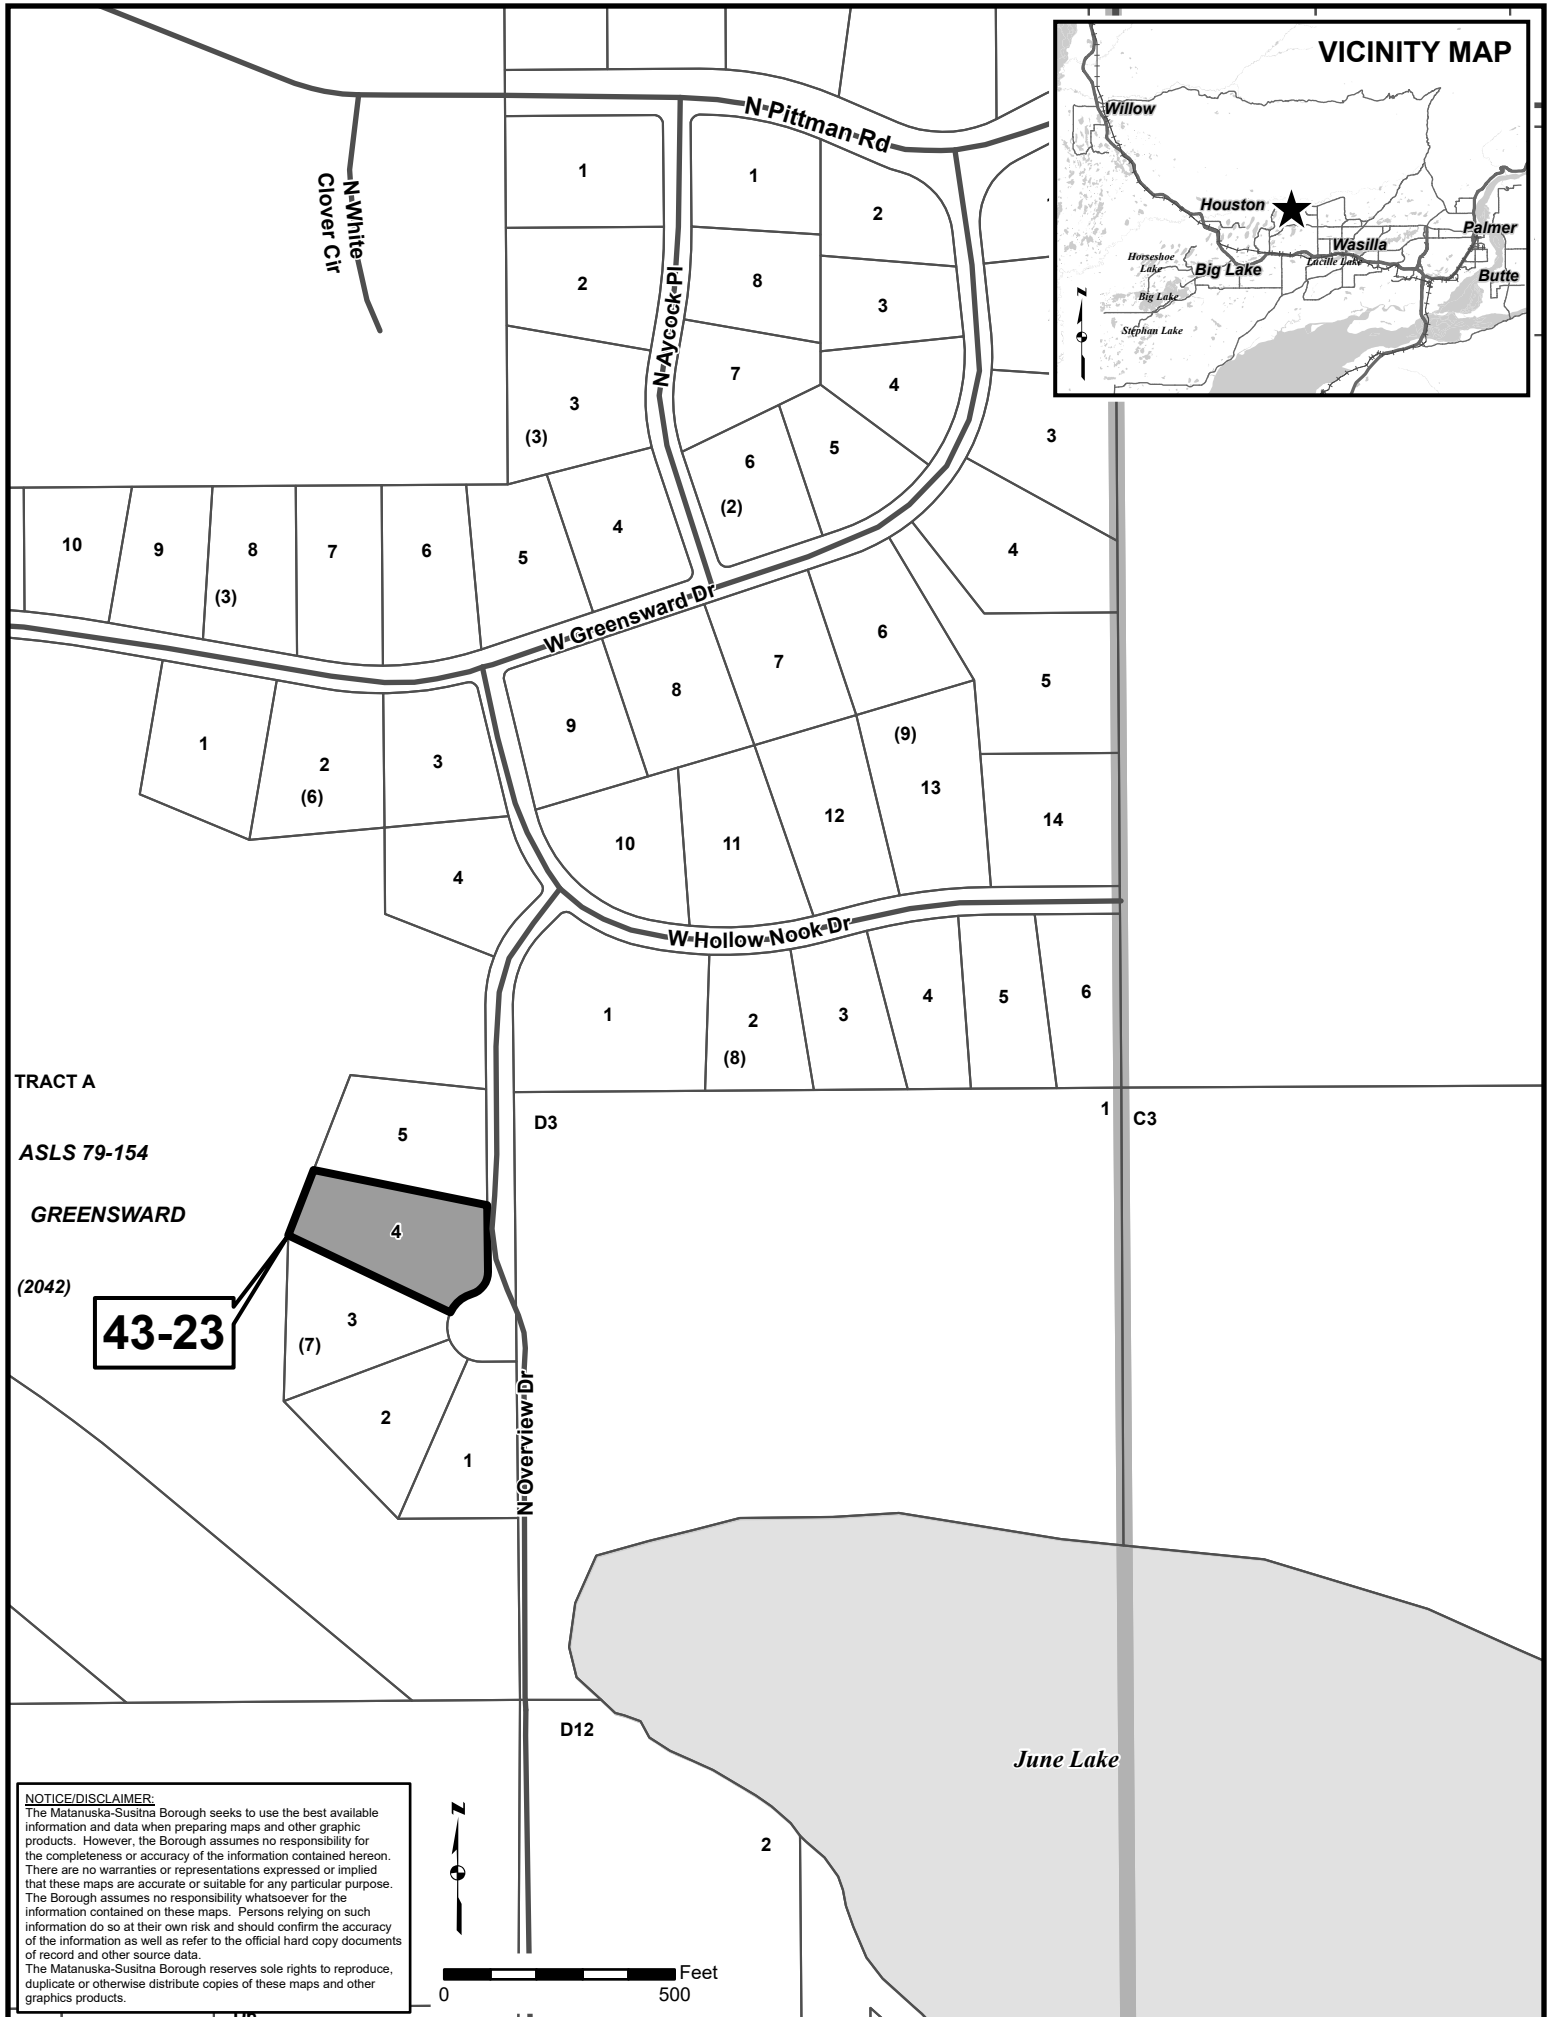 VICINITY MAP
Willow
Houston
Palmer
Wasilla
Lucille Lake
Horseshoe
Lake
Big Lake
Butte
Big Lake
Stephan Lake
z
N Pittman Rd
N White
Clover Cir
N Aycock Pl
1
1
2
2
8
3
7
4
3
(3)
6
5
(2)
3
10
9
8
7
6
5
4
(3)
4
W Greensward Dr
6
7
8
5
9
(9)
1
2
3
(6)
13
12
14
10
11
4
W Hollow Nook Dr
1
2
3
4
5
6
(8)
TRACT A
D3
1
C3
5
ASLS 79-154
GREENSWARD
4
(2042)
43-23
3
(7)
2
1
N Overview Dr
D12
June Lake
2
NOTICE/DISCLAIMER:
The Matanuska-Susitna Borough seeks to use the best available
information and data when preparing maps and other graphic
products. However, the Borough assumes no responsibility for
the completeness or accuracy of the information contained hereon.
There are no warranties or representations expressed or implied
that these maps are accurate or suitable for any particular purpose.
The Borough assumes no responsibility whatsoever for the
information contained on these maps. Persons relying on such
information do so at their own risk and should confirm the accuracy
of the information as well as refer to the official hard copy documents
of record and other source data.
The Matanuska-Susitna Borough reserves sole rights to reproduce,
duplicate or otherwise distribute copies of these maps and other
graphics products.
z
Feet
0
500